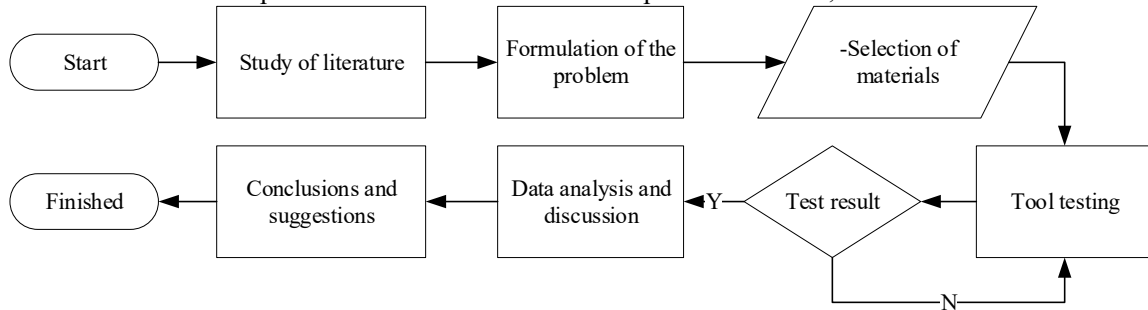 Start
Study of literature
Formulation of the
problem
-Selection of
materials
Finished
Conclusions and
suggestions
Data analysis and
discussion
Y
Test result
Tool testing
N